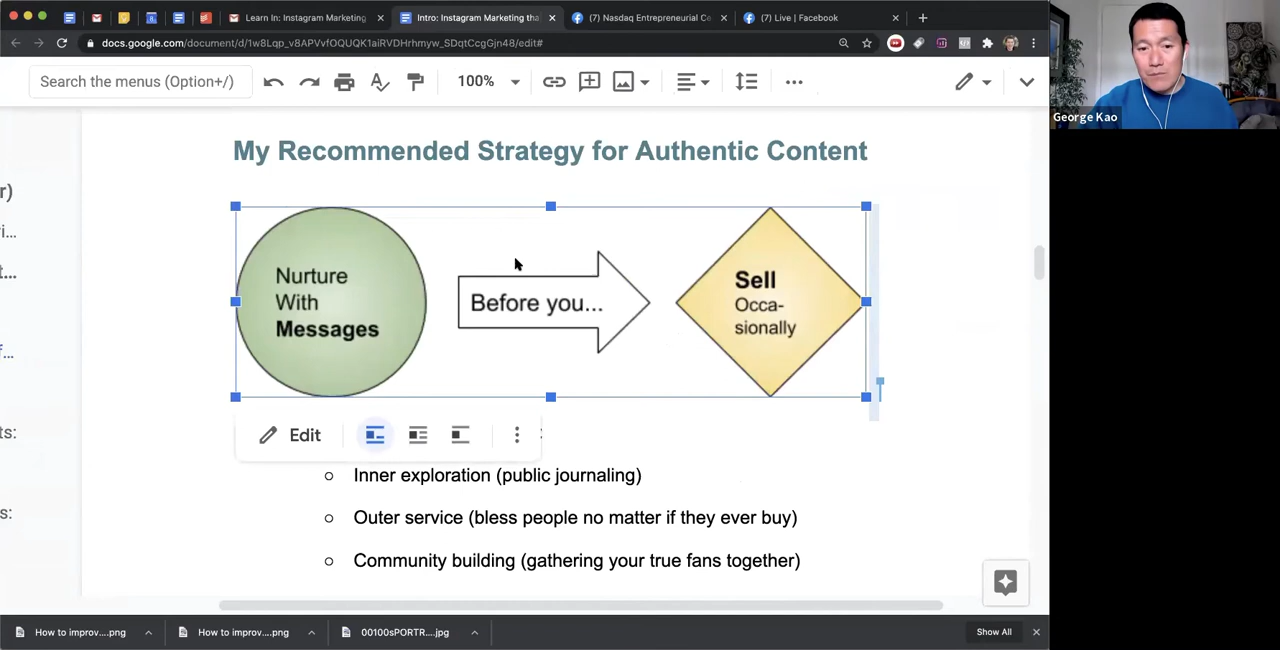 Learn In: Instagram Marketing
Intro: Instagram Marketing tha
(7) Nasdaq Entrepreneurial Ce
(7) Live | Facebook
docs.google.com/document/d/1w8Lqp_v8APVvfOQUQK1aiRVDHrhmyw_SDqtCcgGjn48/edit#
Search the menus (Option+/)
100%
George Kao
My Recommended Strategy for Authentic Content
r)
Nurture
With
Messages
Before you...
Sell
Occa-
sionally
Edit
ts:
s:
Inner exploration (public journaling)
Outer service (bless people no matter if they ever buy)
Community building (gathering your true fans together)
How to improv....png
How to improv....png
00100sPORTR....jpg
Show All